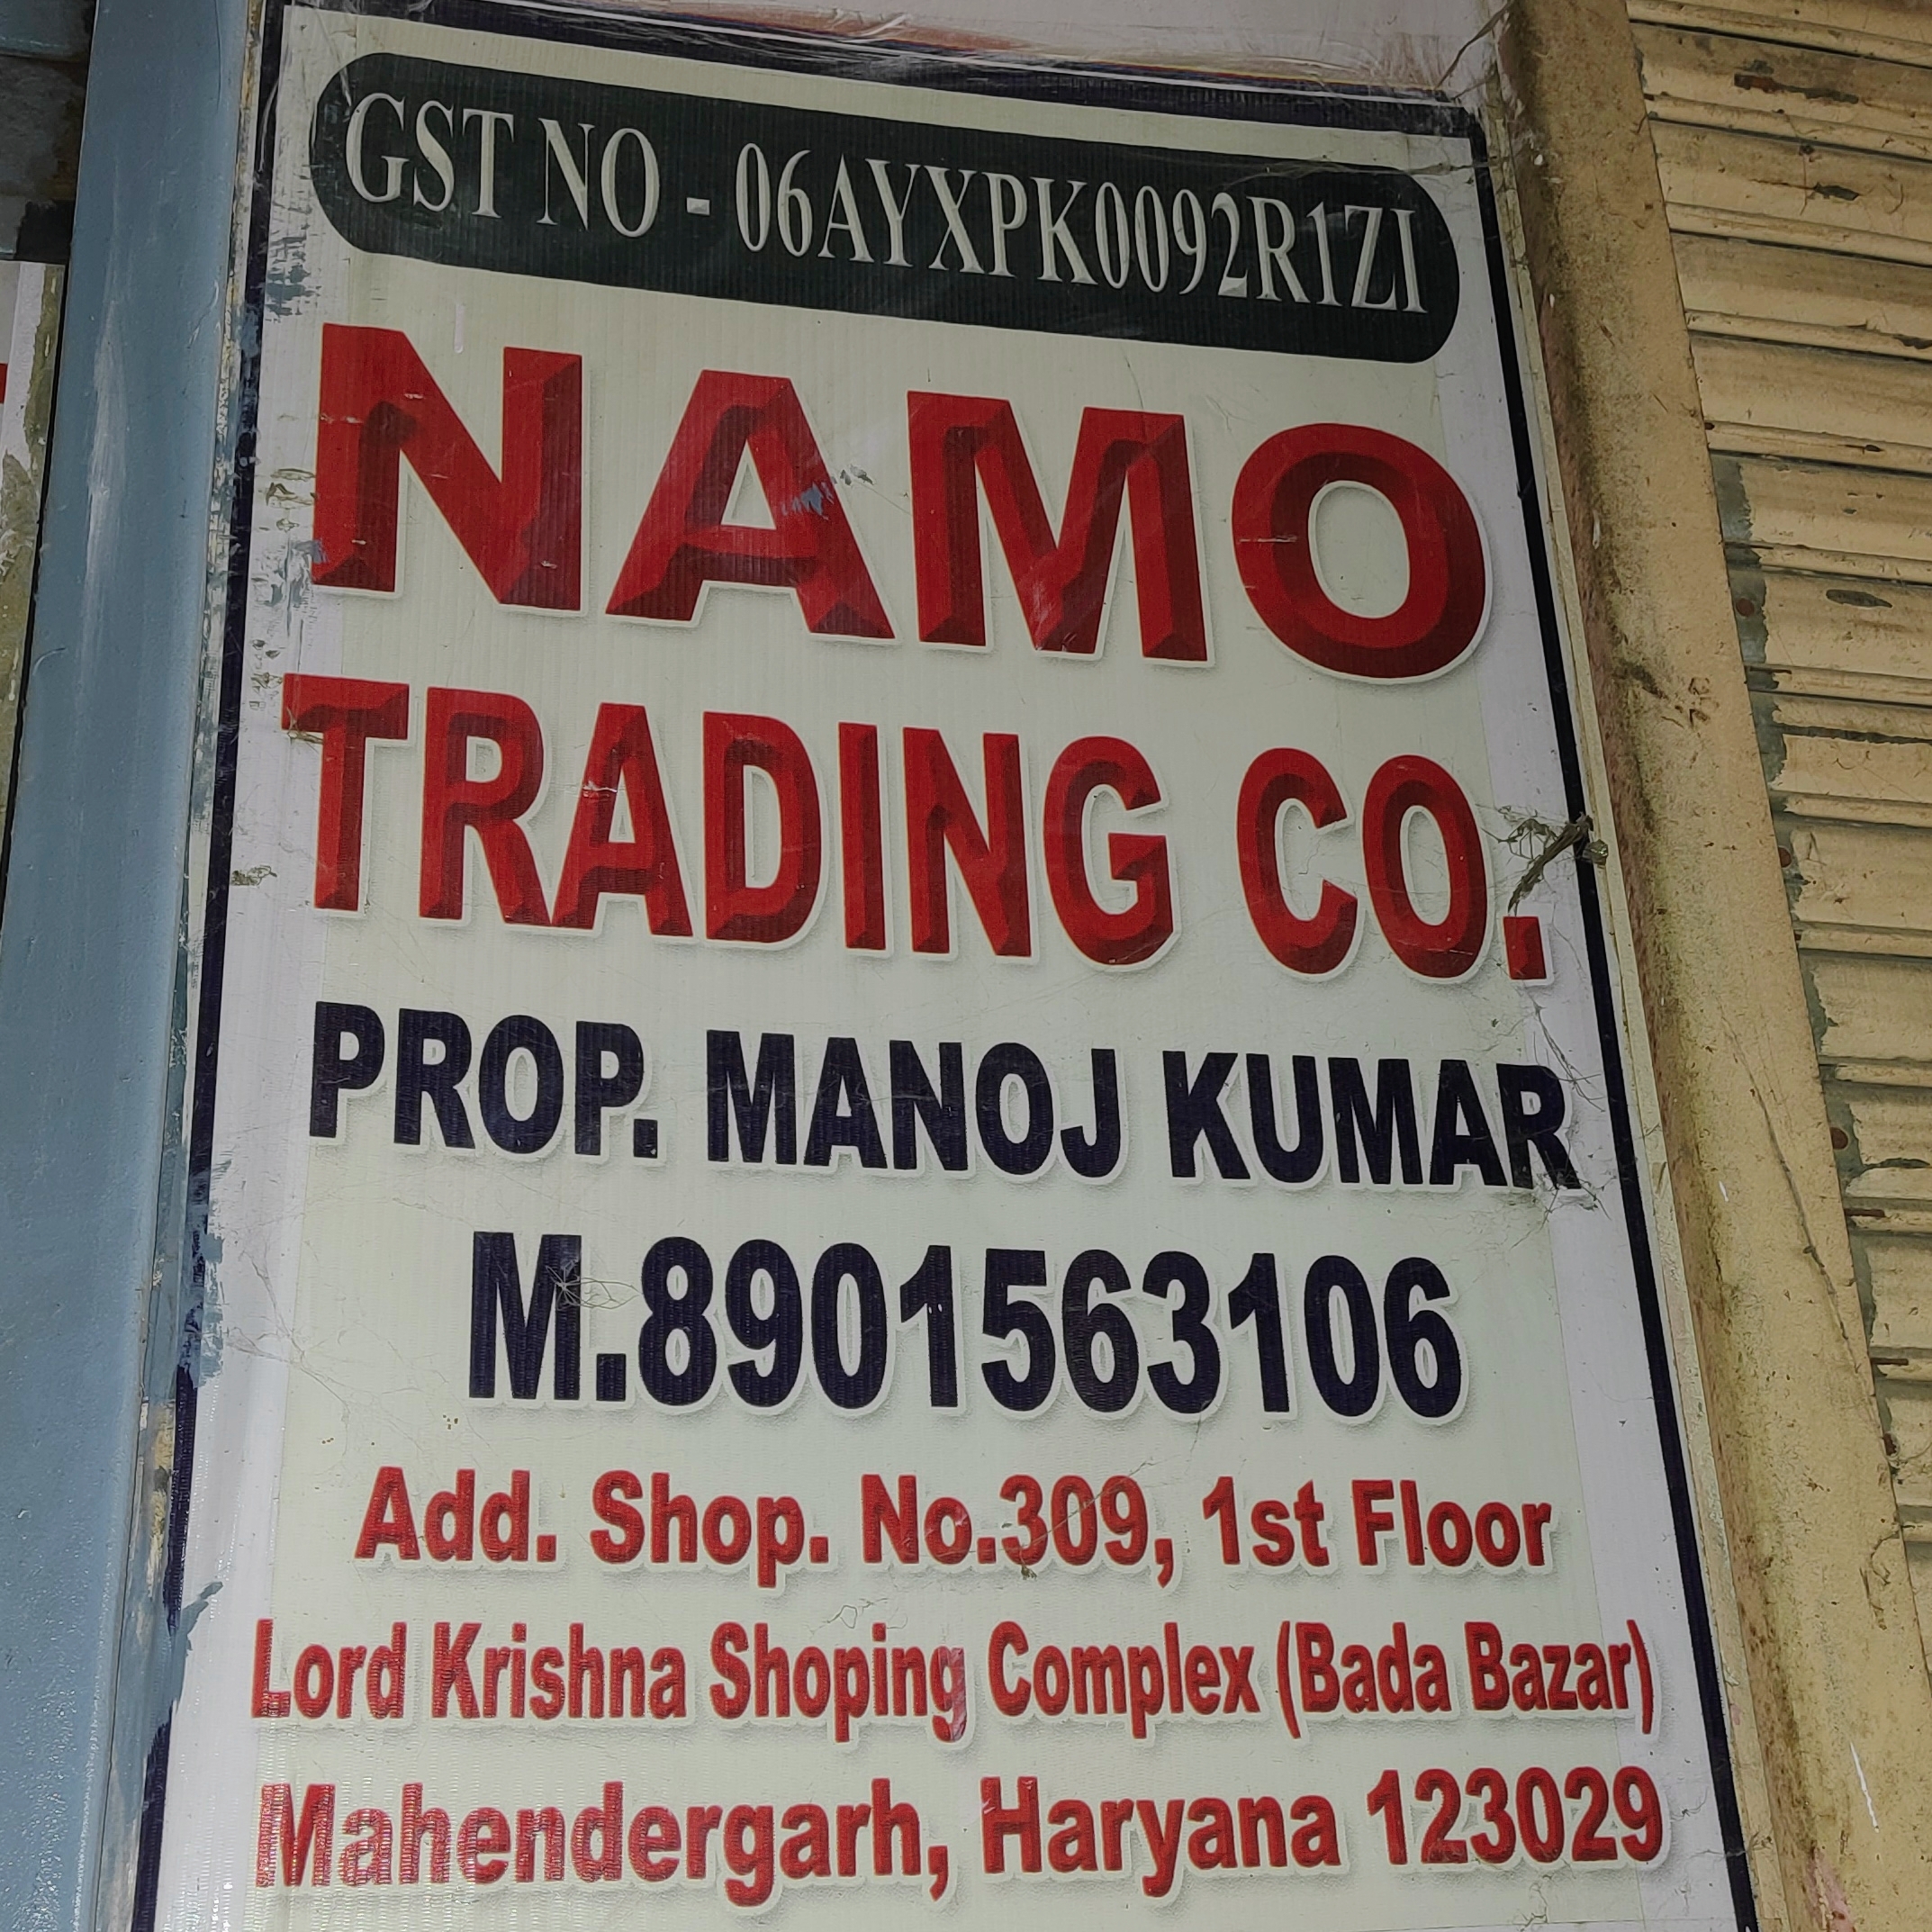 GST NO - 06AYXPK0092R1ZI
NAMO
TRADING CO.
PROP. MANOJ KUMAR
M.8901563106
Add. Shop. No.309, 1st Floor
Lord Krishna Shoping Complex (Bada Bazar)
Mahendergarh, Haryana 123029